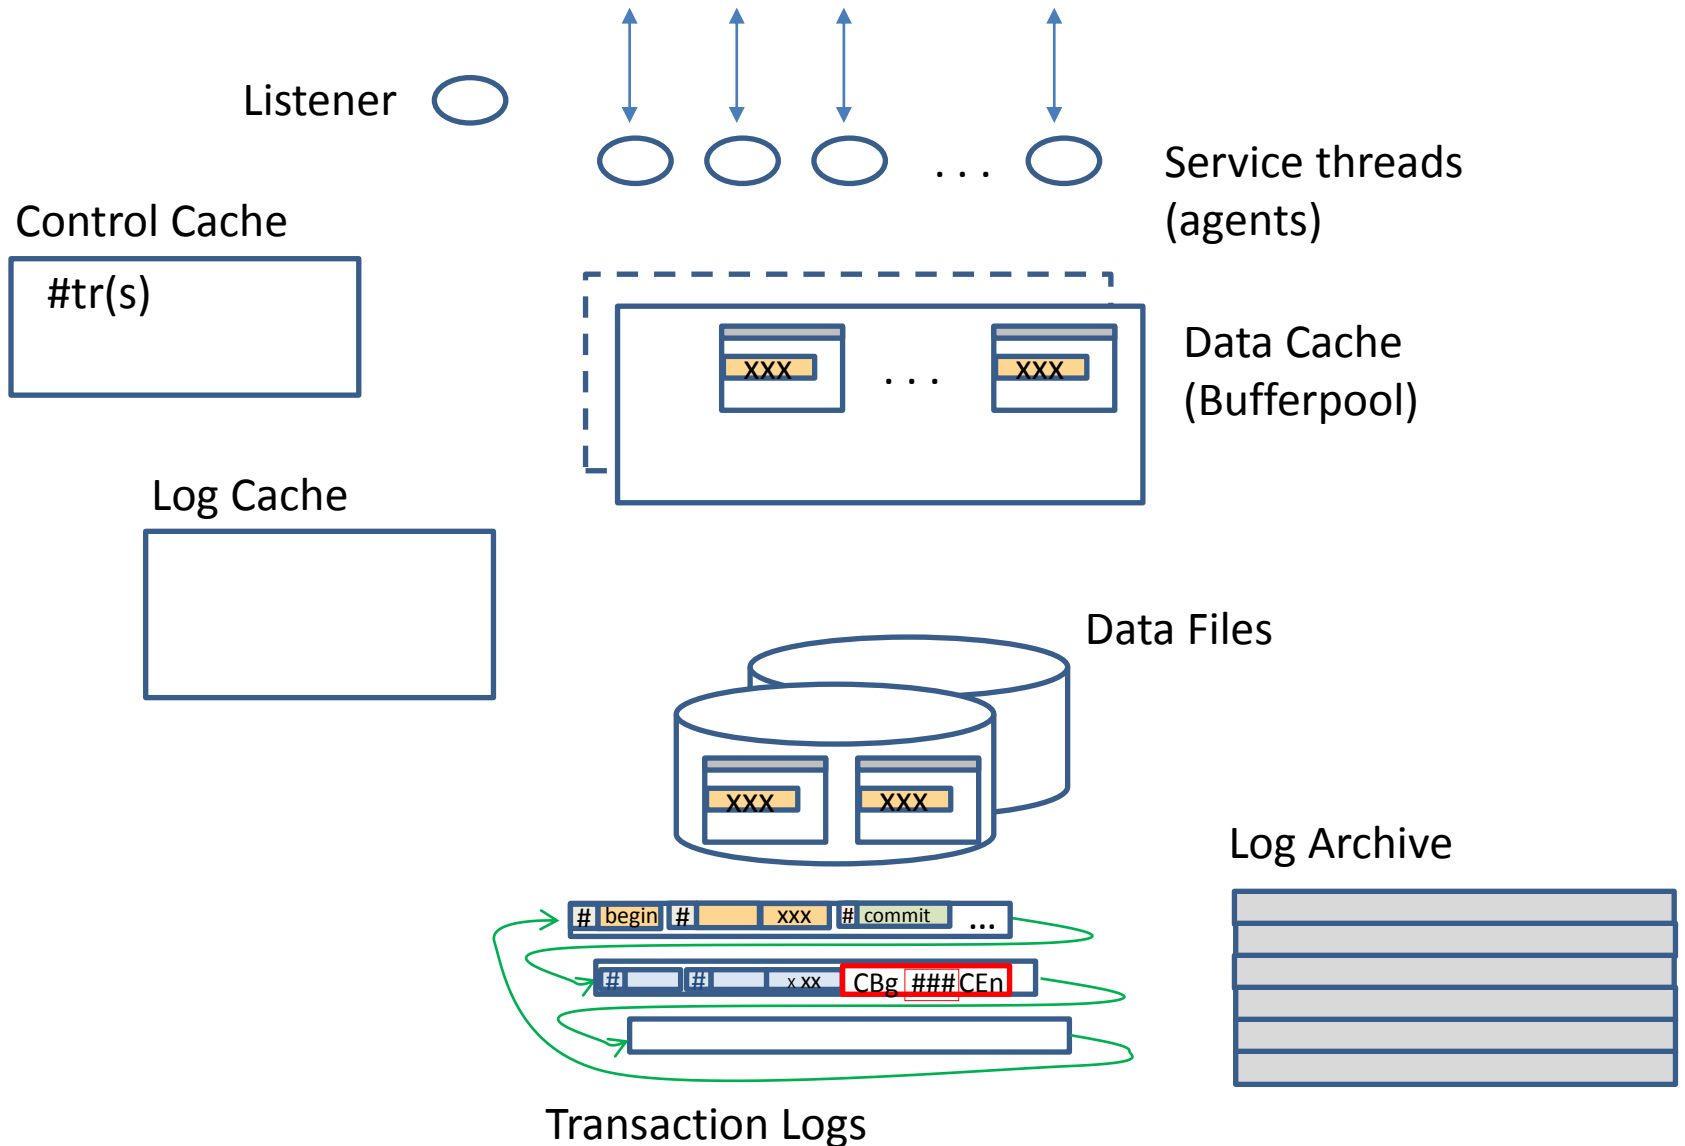 Listener
. . .
Service threads
(agents)
Control Cache
#tr(s)
xxx
. . .
xxx
Data Cache
(Bufferpool)
Log Cache
Data Files
xxx
xxx
Log Archive
# begin # xxx # commit ...
# # x xx CBg ### CEn
Transaction Logs